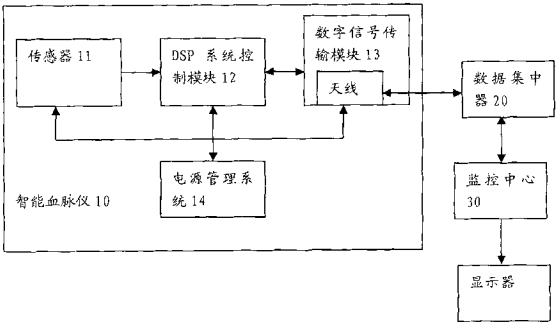 传感器 11
DSP 系统控
制模块 12
数字信号传
输模块 13
天线
数据集中
器 20
电源管理系
统 14
智能血脉仪 10
监控中心
30
显示器